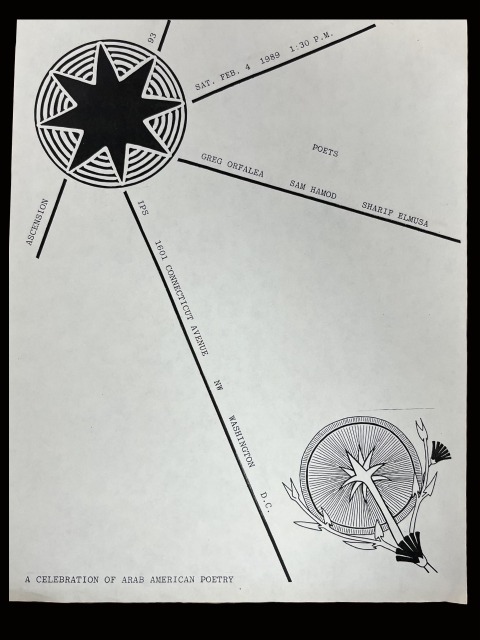 93
SAT. FEB. 4 1989 1:30 P.M.
POETS
GREG ORFALEA SAM HAMOD SHARIF ELMUSA
ASCENSION
IPS 1601 CONNECTICUT AVENUE NW WASHINGTON D.C.
A CELEBRATION OF ARAB AMERICAN POETRY